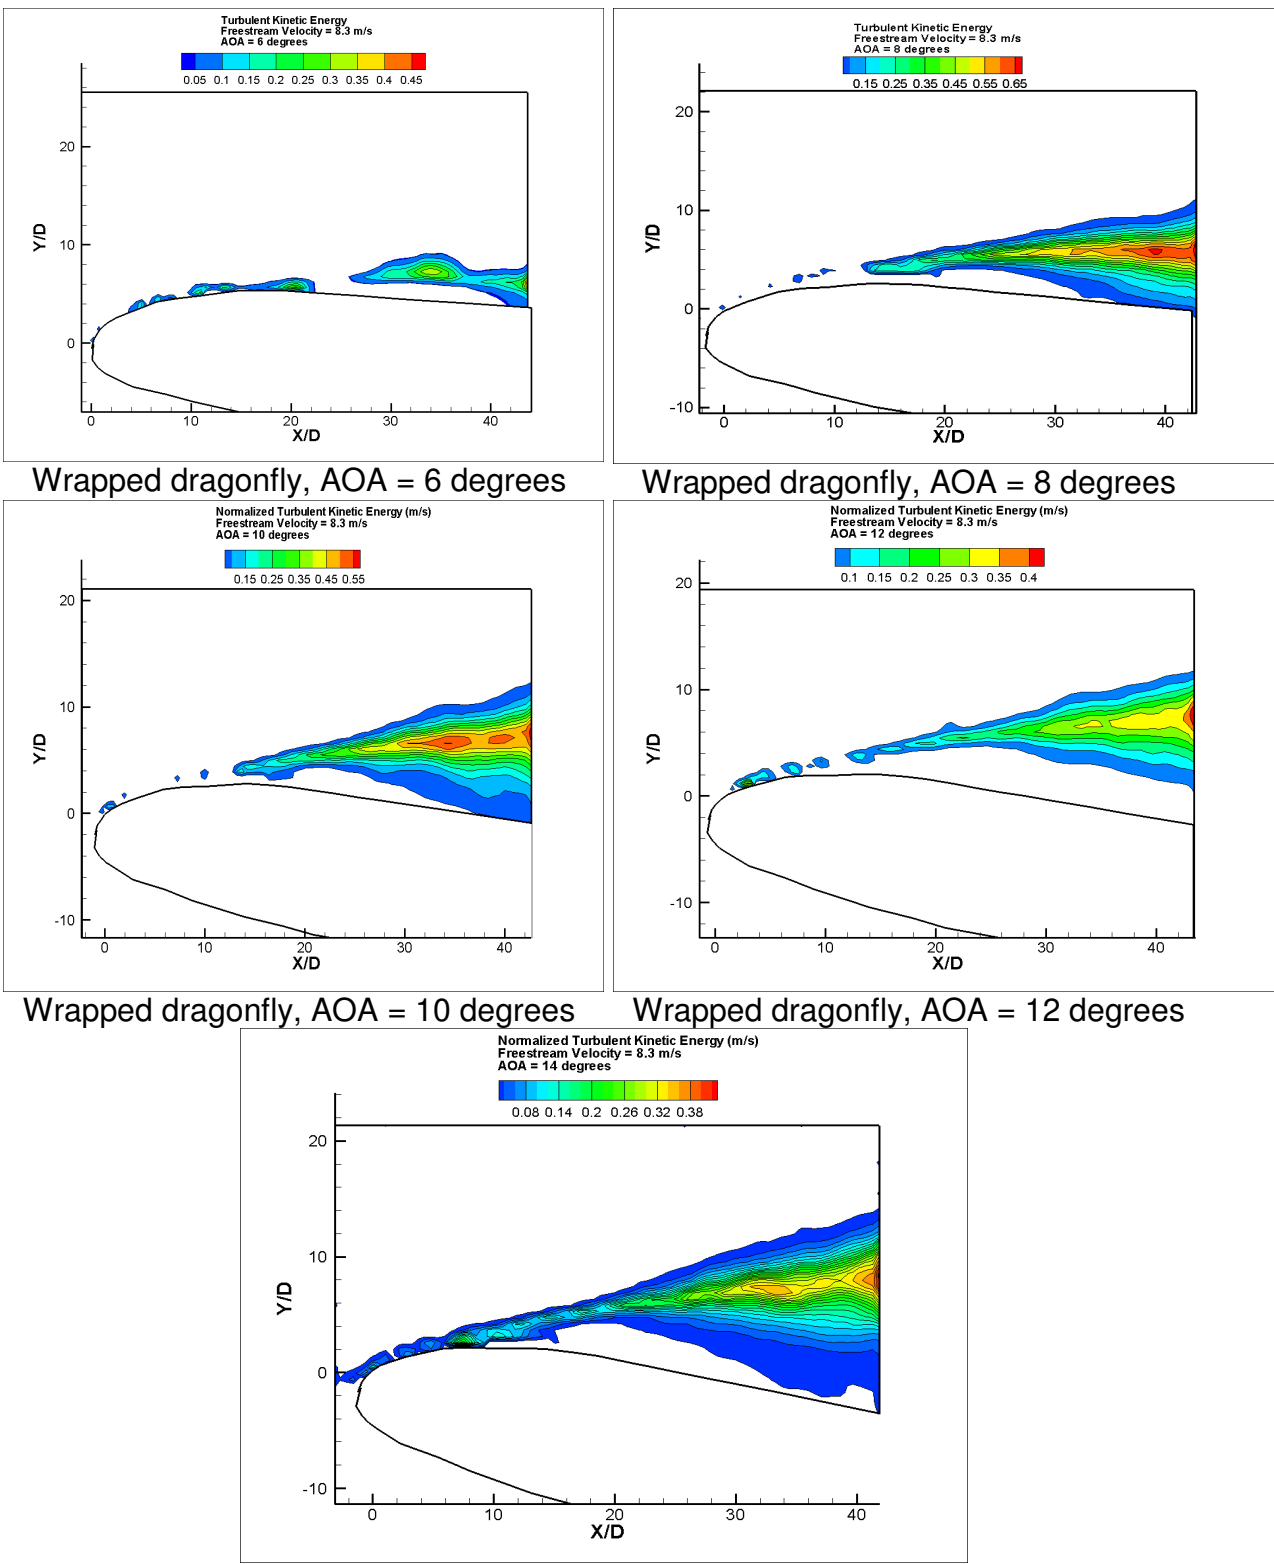 Turbulent Kinetic Energy
Freestream Velocity = 8.3 m/s
AOA = 6 degrees
0.05 0.1 0.15 0.2 0.25 0.3 0.35 0.4 0.45
20
10
0
Y/D
0 10 20 30 40
X/D
Wrapped dragonfly, AOA = 6 degrees
Turbulent Kinetic Energy
Freestream Velocity = 8.3 m/s
AOA = 8 degrees
0.15 0.25 0.35 0.45 0.55 0.65
20
10
0
-10
Y/D
0 10 20 30 40
X/D
Wrapped dragonfly, AOA = 8 degrees
Normalized Turbulent Kinetic Energy (m/s)
Freestream Velocity = 8.3 m/s
AOA = 10 degrees
0.15 0.25 0.35 0.45 0.55
20
10
0
-10
Y/D
0 10 20 30 40
X/D
Wrapped dragonfly, AOA = 10 degrees
Normalized Turbulent Kinetic Energy (m/s)
Freestream Velocity = 8.3 m/s
AOA = 12 degrees
0.1 0.15 0.2 0.25 0.3 0.35 0.4
20
10
0
-10
Y/D
0 10 20 30 40
X/D
Wrapped dragonfly, AOA = 12 degrees
Normalized Turbulent Kinetic Energy (m/s)
Freestream Velocity = 8.3 m/s
AOA = 14 degrees
0.08 0.14 0.2 0.26 0.32 0.38
20
10
0
-10
Y/D
0 10 20 30 40
X/D